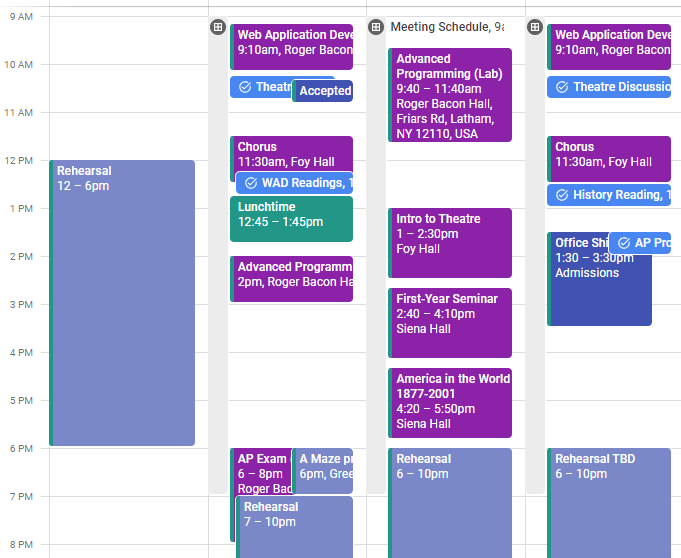 9 AM
10 AM
11 AM
12 PM
1 PM
2 PM
3 PM
4 PM
5 PM
6 PM
7 PM
8 PM
Rehearsal
12 – 6pm
Web Application Deve
9:10am, Roger Bacon
Theatr
Accepted
Chorus
11:30am, Foy Hall
WAD Readings, 1
Lunchtime
12:45 – 1:45pm
Advanced Programm
2pm, Roger Bacon Ha
AP Exam
6 – 8pm
Roger Bac
A Maze pr
6pm, Gree
Rehearsal
7 – 10pm
Meeting Schedule, 9a
Advanced
Programming (Lab)
9:40 – 11:40am
Roger Bacon Hall,
Friars Rd, Latham,
NY 12110, USA
Intro to Theatre
1 – 2:30pm
Foy Hall
First-Year Seminar
2:40 – 4:10pm
Siena Hall
America in the World
1877-2001
4:20 – 5:50pm
Siena Hall
Rehearsal
6 – 10pm
Web Application Deve
9:10am, Roger Bacon
Theatre Discussio
Chorus
11:30am, Foy Hall
History Reading, 1
Office Shi
1:30 – 3:30pm
Admissions
AP Pro
Rehearsal TBD
6 – 10pm